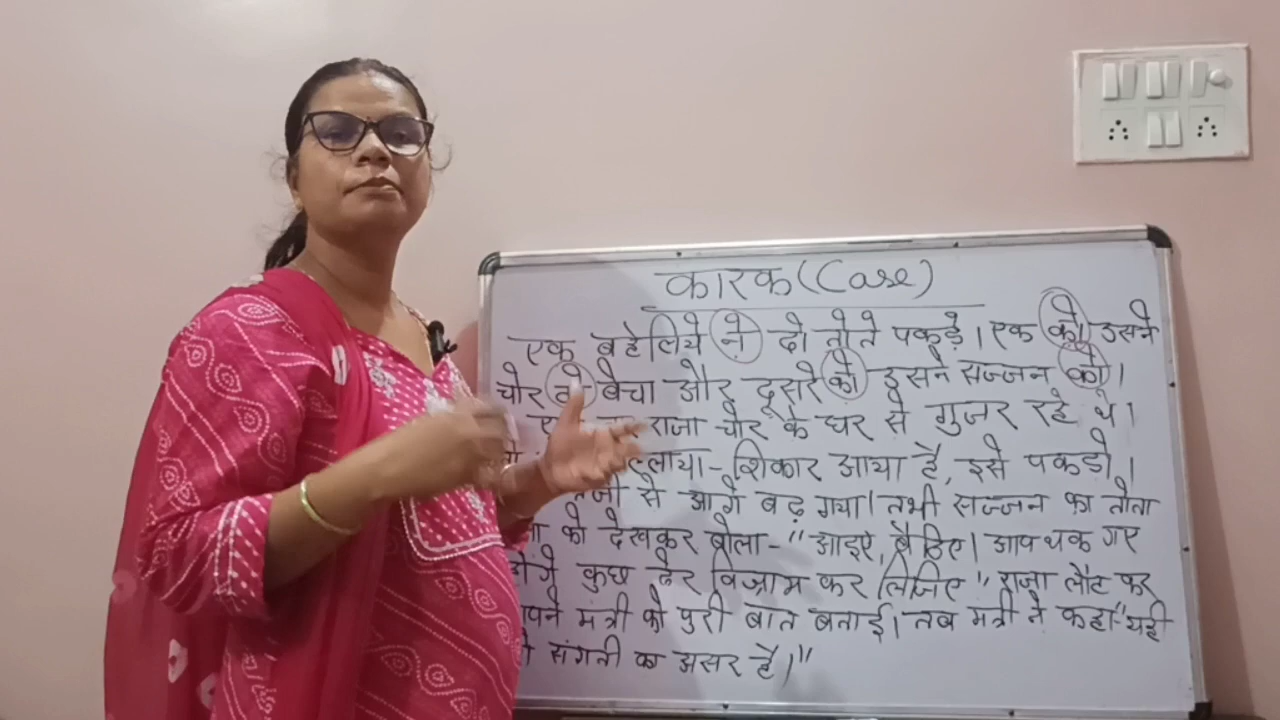 कारक (Case)
एक बहेलिये ने दो तोते पकड़े। एक को उसने
चोर को बेचा और दूसरे को इसने सज्जन को।
राजा चोर के घर से गुजर रहे थे।
शिकार आया है, इसे पकडो।
से आगे बढ़ गया। तभी सज्जन का तोता
को देखकर बोला - "आइए, बैठिए। आप थक गए
कुछ देर विश्राम कर लिजिए" राजा लौट कर
मंत्री को पुरी बात बताई। तब मंत्री ने कहा "यही
संगती का असर है।"